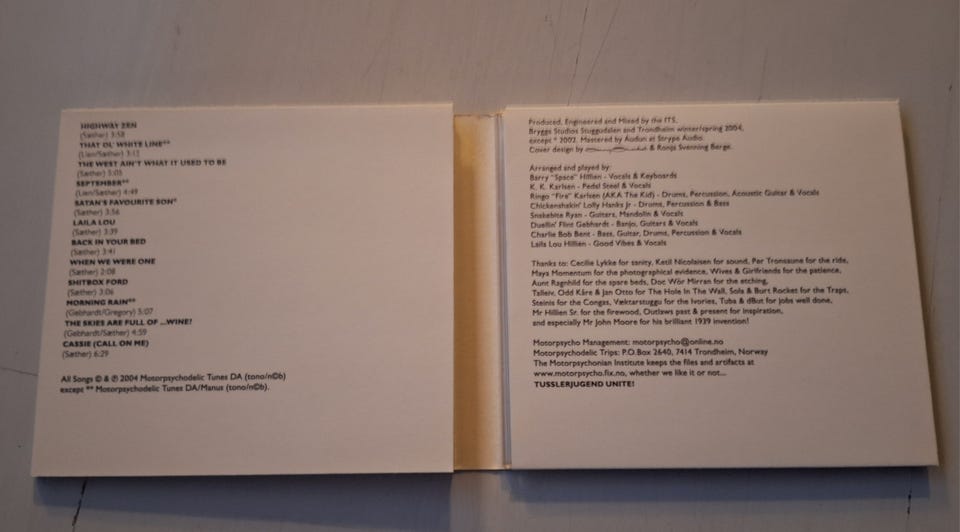 HIGHWAY ZEN
(Sæther) 3:58
THAT OL' WHITE LINE**
(Lien/Sæther) 3:13
THE WEST AIN'T WHAT IT USED TO BE
(Sæther) 5:05
SEPTEMBER**
(Lien/Sæther) 4:49
SATAN'S FAVOURITE SON*
(Sæther) 3:56
LAILA LOU
(Sæther) 3:39
BACK IN YOUR BED
(Sæther) 3:41
WHEN WE WERE ONE
(Sæther) 2:08
SHITBOX FORD
(Sæther) 3:06
MORNING RAIN**
(Gebhardt/Gregory) 5:07
THE SKIES ARE FULL OF ...WINE?
(Gebhardt/Sæther) 4:59
CASSIE (CALL ON ME)
(Sæther) 6:29
All Songs © & ℗ 2004 Motorpsychodelic Tunes DA (tono/n©b)
except ** Motorpsychodelic Tunes DA/Manus (tono/n©b).
Produced, Engineered and Mixed by the ITS.
Brygga Studios Stuggudalen and Trondheim winter/spring 2004,
except * 2002. Mastered by Audun at Strype Audio.
Cover design by & Ronja Svenning Berge.
Arranged and played by:
Barry "Space" Hillien - Vocals & Keyboards
K. K. Karlsen - Pedal Steel & Vocals
Ringo "Fire" Karlsen (AKA The Kid) - Drums, Percussion, Acoustic Guitar & Vocals
Chickenshakin' Lolly Hanks Jr - Drums, Percussion & Bass
Snakebite Ryan - Guitars, Mandolin & Vocals
Duellin' Flint Gebhardt - Banjo, Guitars & Vocals
Charlie Bob Bent - Bass, Guitar, Drums, Percussion & Vocals
Laila Lou Hillien - Good Vibes & Vocals
Thanks to: Cecilie Lykke for sanity, Ketil Nicolaisen for sound, Per Tronsaune for the ride,
Maya Momentum for the photographical evidence, Wives & Girlfriends for the patience,
Aunt Ragnhild for the spare beds, Doc Wör Mirran for the etching,
Talleiv, Odd Kåre & Jan Otto for The Hole In The Wall, Sola & Burt Rocket for the Traps,
Steinis for the Congas, Væktarstuggu for the Ivories, Tuba & dBut for jobs well done,
Mr Hillien Sr. for the firewood, Outlaws past & present for inspiration,
and especially Mr John Moore for his brilliant 1939 invention!
Motorpsycho Management: motorpsycho@online.no
Motorpsychodelic Trips: P.O.Box 2640, 7414 Trondheim, Norway
The Motorpsychonian Institute keeps the files and artifacts at
www.motorpsycho.fix.no, whether we like it or not...
TUSSLERJUGEND UNITE!